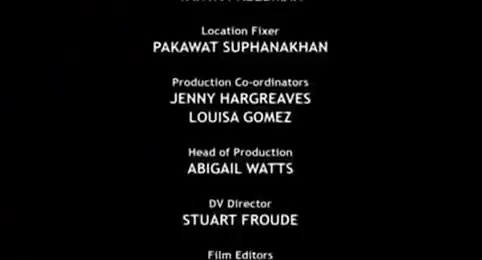 Location Fixer
PAKAWAT SUPHANAKHAN
Production Co-ordinators
JENNY HARGREAVES
LOUISA GOMEZ
Head of Production
ABIGAIL WATTS
DV Director
STUART FROUDE
Film Editors